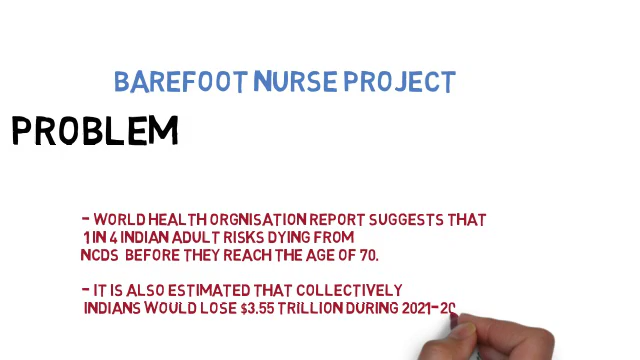 BAREFOOT NURSE PROJECT
PROBLEM
- WORLD HEALTH ORGNISATION REPORT SUGGESTS THAT
1 IN 4 INDIAN ADULT RISKS DYING FROM
NCDS BEFORE THEY REACH THE AGE OF 70.
- IT IS ALSO ESTIMATED THAT COLLECTIVELY
INDIANS WOULD LOSE $3.55 TRILLION DURING 2021-20